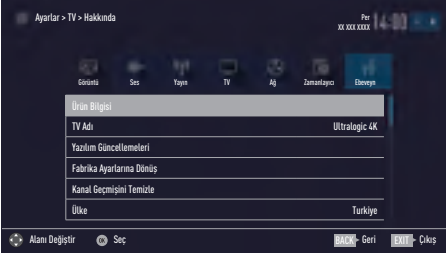 Ayarlar > TV > Hakkında
Per
xx xxx xxxx
14:00
Görüntü Ses Yayın TV Ağ Zamanlayıcı Ebeveyn
Ürün Bilgisi
TV Adı Ultralogic 4K
Yazılım Güncellemeleri
Fabrika Ayarlarına Dönüş
Kanal Geçmişini Temizle
Ülke Turkiye
Alanı Değiştir OK Seç BACK - Geri EXIT - Çıkış